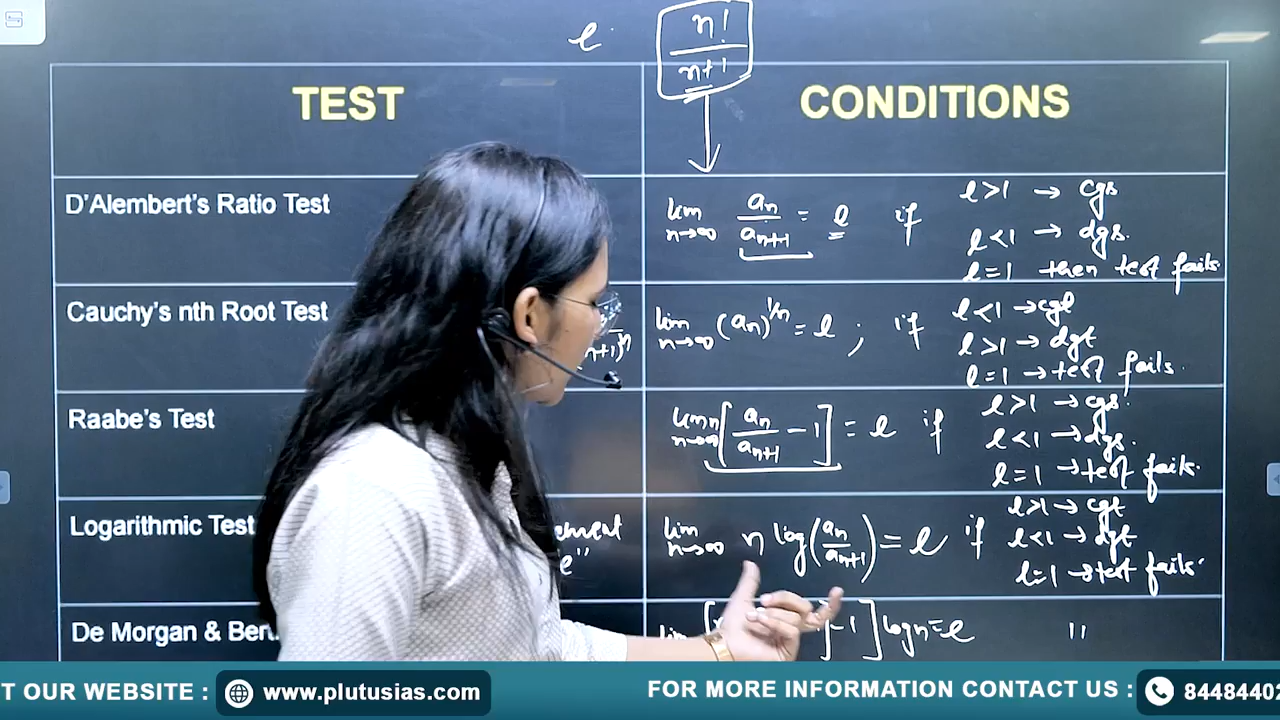 e.
n!
n+1
TEST
CONDITIONS
D'Alembert's Ratio Test
lim n→∞ an/an+1 = l if
l>1 → cgs
l<1 → dgs.
l=1 then test fails.
Cauchy's nth Root Test
n+1)^n
lim n→∞ (an)^1/n = l ; if
l<1 → cgt
l>1 → dgt
l=1 → test fails.
Raabe's Test
lim n→∞ n[an/an+1 - 1] = l if
l>1 → cgs.
l<1 → dgs.
l=1 → test fails.
Logarithmic Test
ement
e"
lim n→∞ n log(an/an+1) = l if
l>1 → cgt
l<1 → dgt
l=1 → test fails.
De Morgan &
lim -1] log n = l "
T OUR WEBSITE : www.plutusias.com
FOR MORE INFORMATION CONTACT US : 84484402